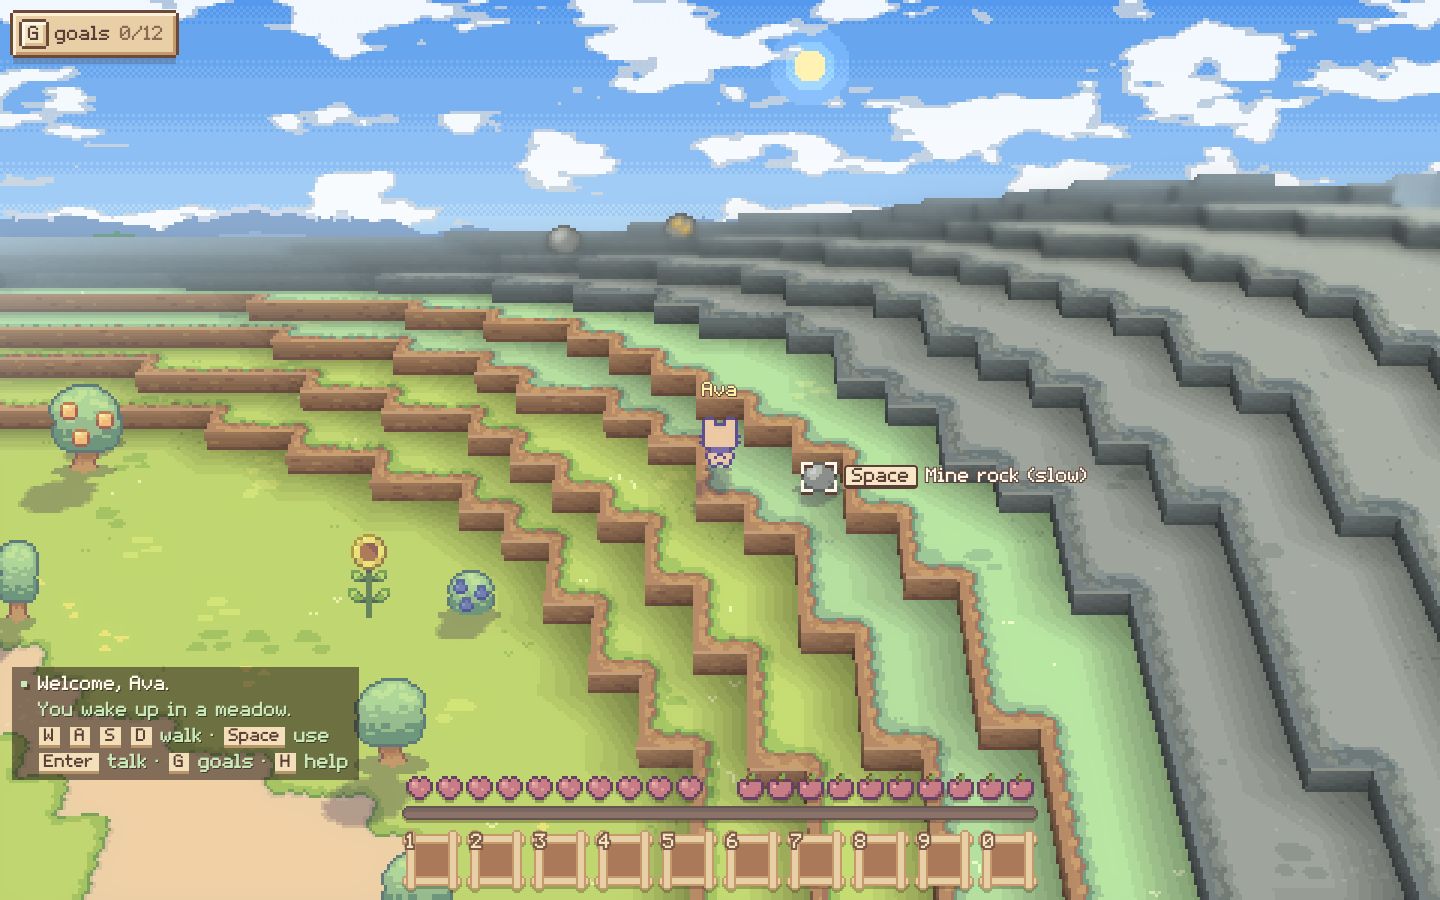 G goals 0/12
Ava
Space Mine rock (slow)
Welcome, Ava.
You wake up in a meadow.
W A S D walk · Space use
Enter talk · G goals · H help
1 2 3 4 5 6 7 8 9 0